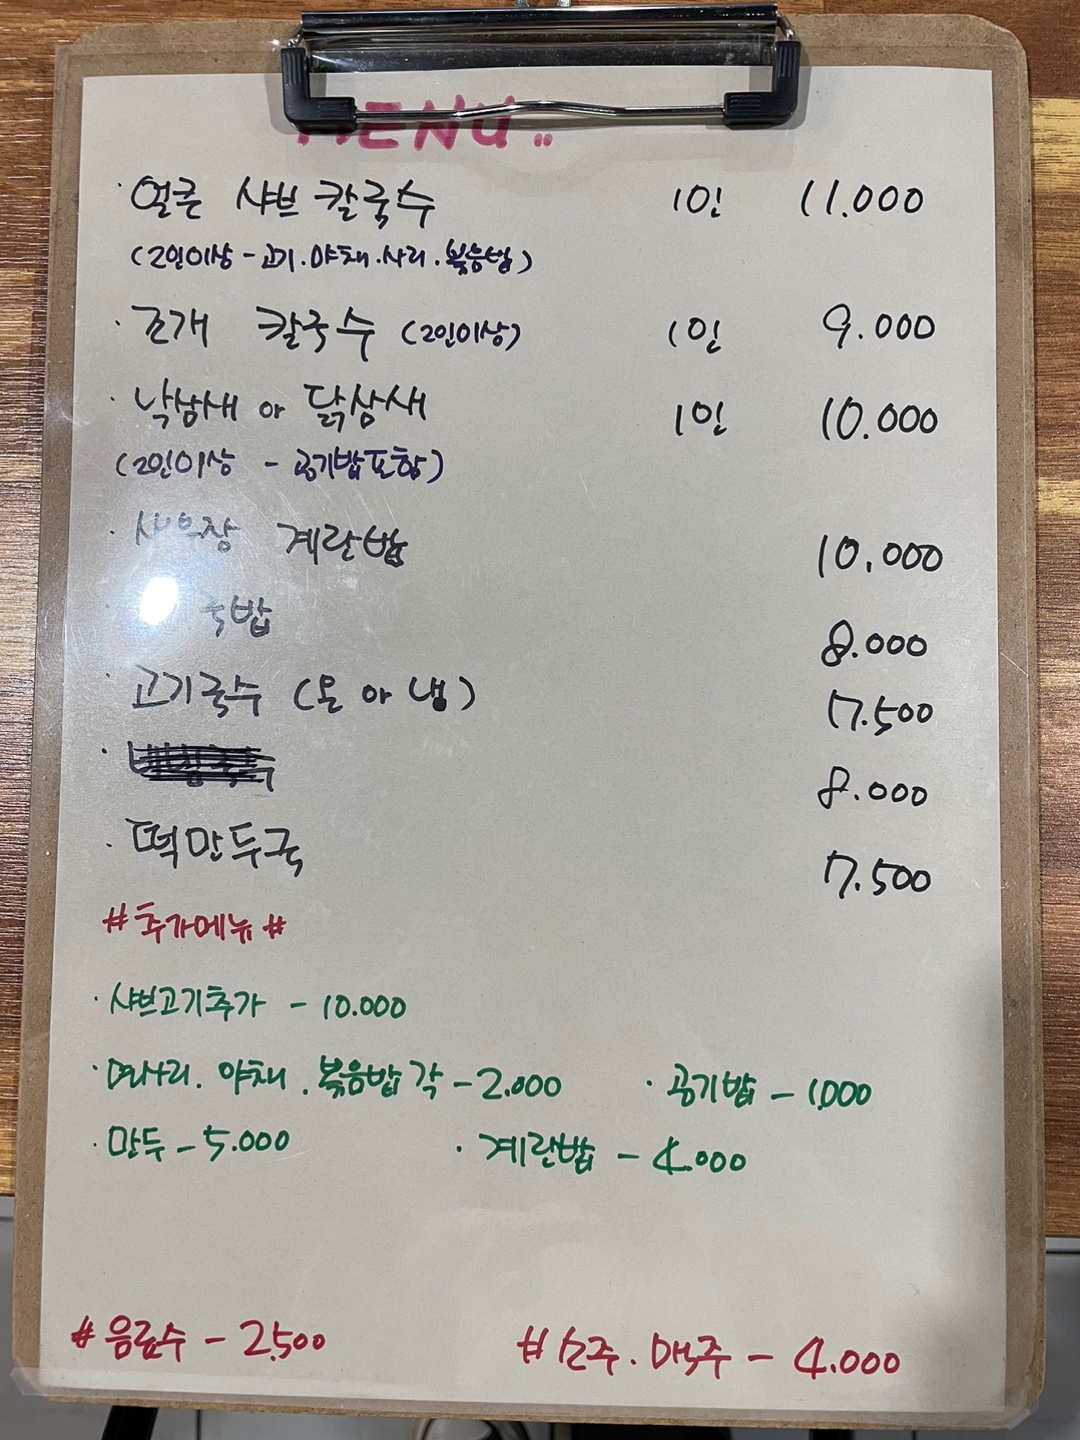 MENU..
· 얼큰 샤브 칼국수 1인 11.000
(2인이상 - 고기.야채.사리.볶음밥)
· 조개 칼국수 (2인이상) 1인 9.000
· 낙삼새 or 닭삼새 1인 10.000
(2인이상 - 공기밥포함)
· 새우장 계란밥 10.000
국밥 8.000
· 고기국수 (온 or 냉) 7.500
· 8.000
· 떡만두국 7.500
#추가메뉴#
· 샤브고기추가 - 10.000
· 면사리. 야채. 볶음밥 각 - 2.000 · 공기밥 - 1.000
· 만두 - 5.000 · 계란밥 - 4.000
# 음료수 - 2.500 # 소주. 맥주 - 4.000